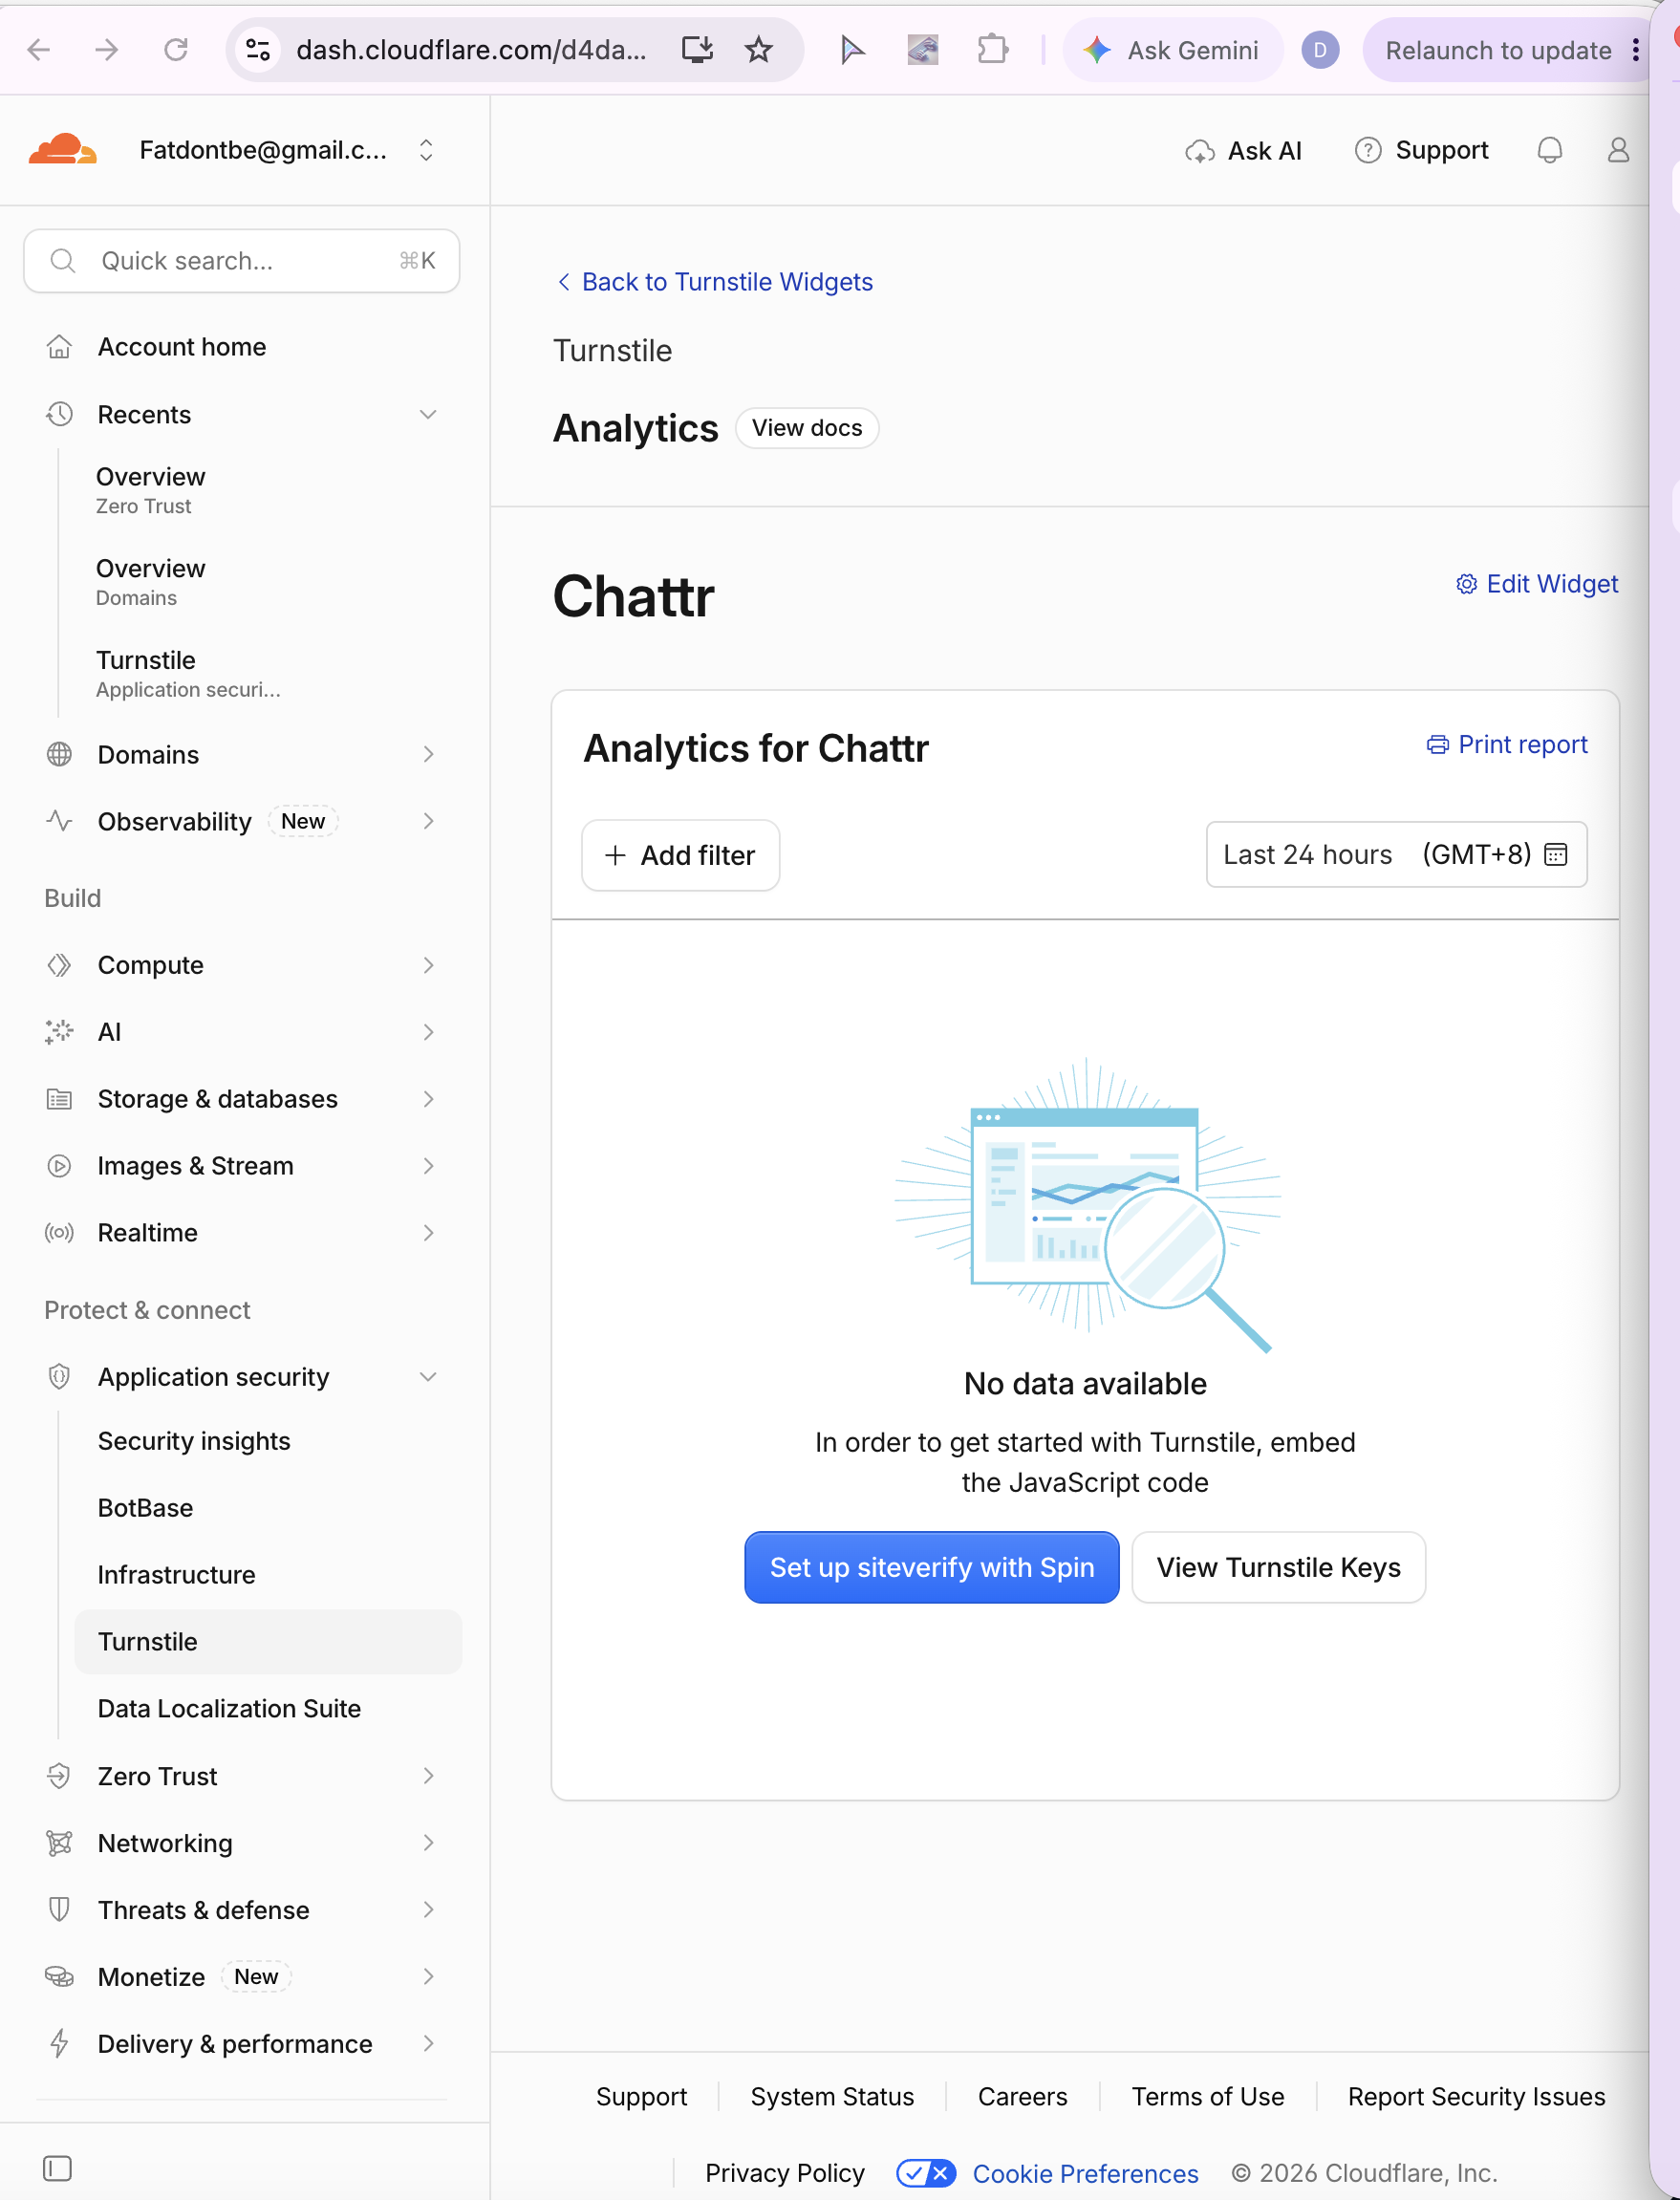 dash.cloudflare.com/d4da...
Ask Gemini
D
Relaunch to update
Fatdontbe@gmail.c...
Ask AI
Support
Quick search...
⌘K
Account home
Recents
Overview
Zero Trust
Overview
Domains
Turnstile
Application securi...
Domains
Observability New
Build
Compute
AI
Storage & databases
Images & Stream
Realtime
Protect & connect
Application security
Security insights
BotBase
Infrastructure
Turnstile
Data Localization Suite
Zero Trust
Networking
Threats & defense
Monetize New
Delivery & performance
Back to Turnstile Widgets
Turnstile
Analytics View docs
Chattr
Edit Widget
Analytics for Chattr
Print report
Add filter
Last 24 hours (GMT+8)
No data available
In order to get started with Turnstile, embed
the JavaScript code
Set up siteverify with Spin
View Turnstile Keys
Support
System Status
Careers
Terms of Use
Report Security Issues
Privacy Policy
Cookie Preferences
© 2026 Cloudflare, Inc.